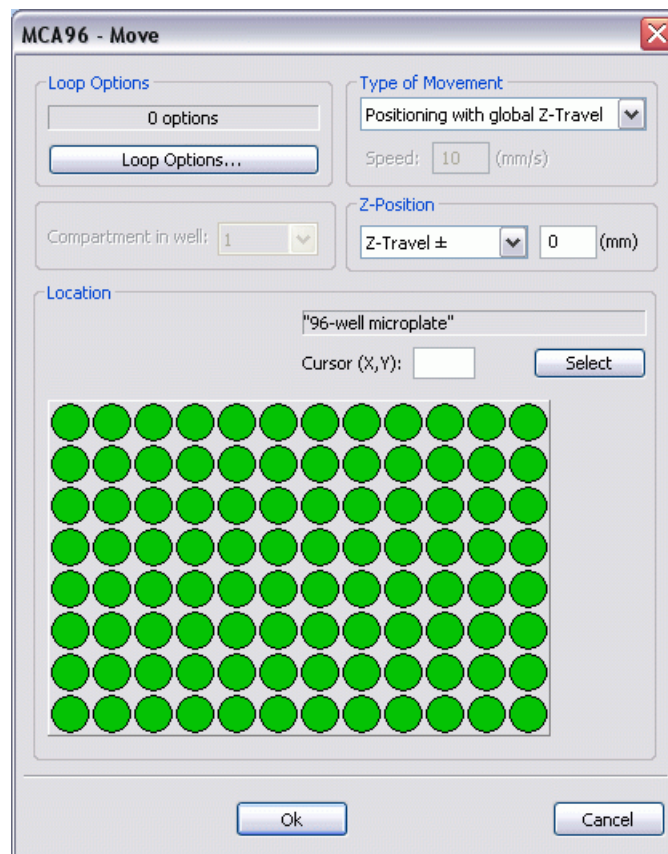 MCA96 - Move
Loop Options
0 options
Loop Options...
Type of Movement
Positioning with global Z-Travel
Speed: 10 (mm/s)
Compartment in well: 1
Z-Position
Z-Travel ± 0 (mm)
Location
"96-well microplate"
Cursor (X,Y):
Select
Ok
Cancel